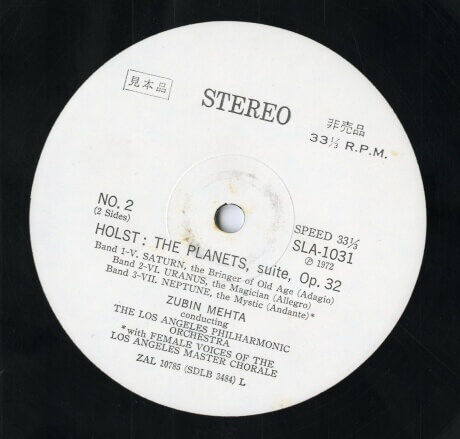 見本品
STEREO
非売品
33⅓ R.P.M.
NO. 2
(2 Sides)
SPEED 33⅓
SLA-1031
Ⓟ 1972
HOLST: THE PLANETS, suite, Op. 32
Band 1-V. SATURN, the Bringer of Old Age (Adagio)
Band 2-VI. URANUS, the Magician (Allegro)
Band 3-VII. NEPTUNE, the Mystic (Andante)*
ZUBIN MEHTA
conducting
THE LOS ANGELES PHILHARMONIC
ORCHESTRA
*with FEMALE VOICES OF THE
LOS ANGELES MASTER CHORALE
ZAL 10785 (SDLB 3484) L